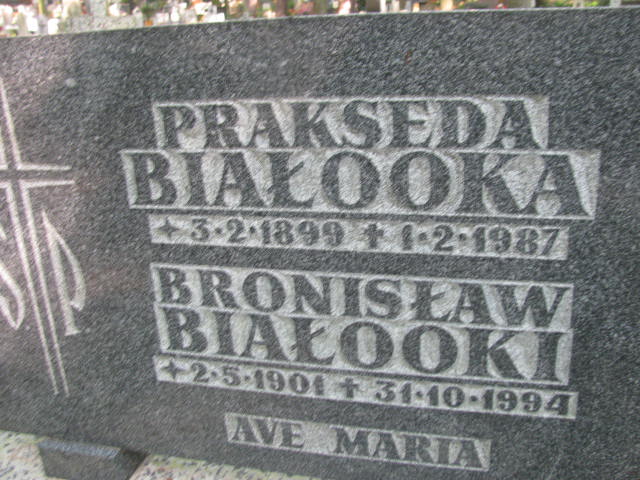 PRAKSEDA
BIAŁOOKA
+ 3·2·1899 ✝ 1·2·1987
BRONISŁAW
BIAŁOOKI
+ 2·5·1901 ✝ 31·10·1994
AVE MARIA